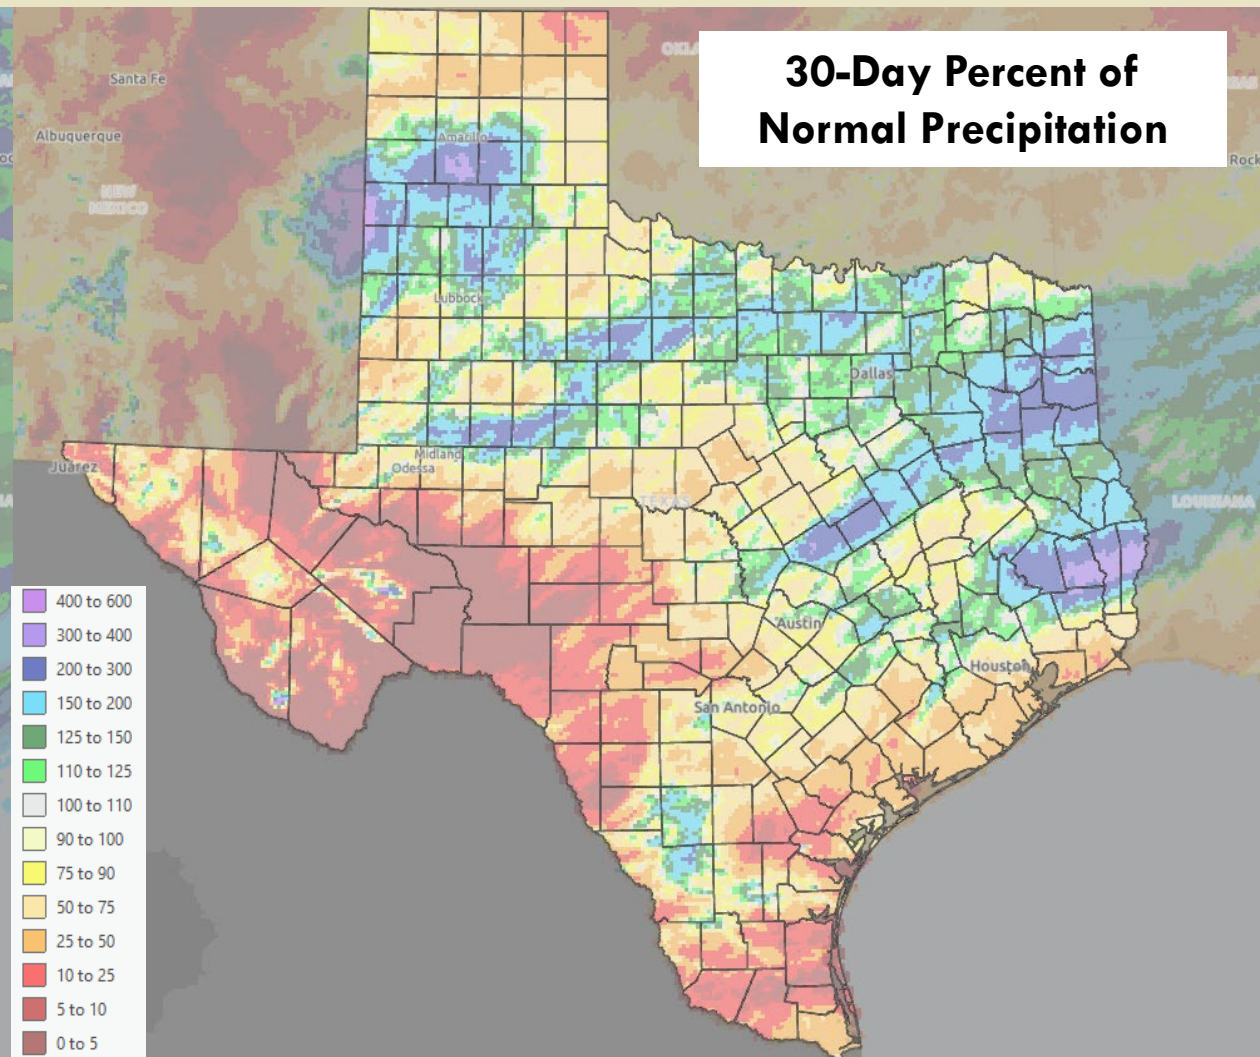 30-Day Percent of
Normal Precipitation
Santa Fe
Albuquerque
NEW
MEXICO
Amarillo
Rock
Lubbock
Dallas
Juárez
Midland
Odessa
TEXAS
LOUISIANA
Austin
Houston
San Antonio
400 to 600
300 to 400
200 to 300
150 to 200
125 to 150
110 to 125
100 to 110
90 to 100
75 to 90
50 to 75
25 to 50
10 to 25
5 to 10
0 to 5